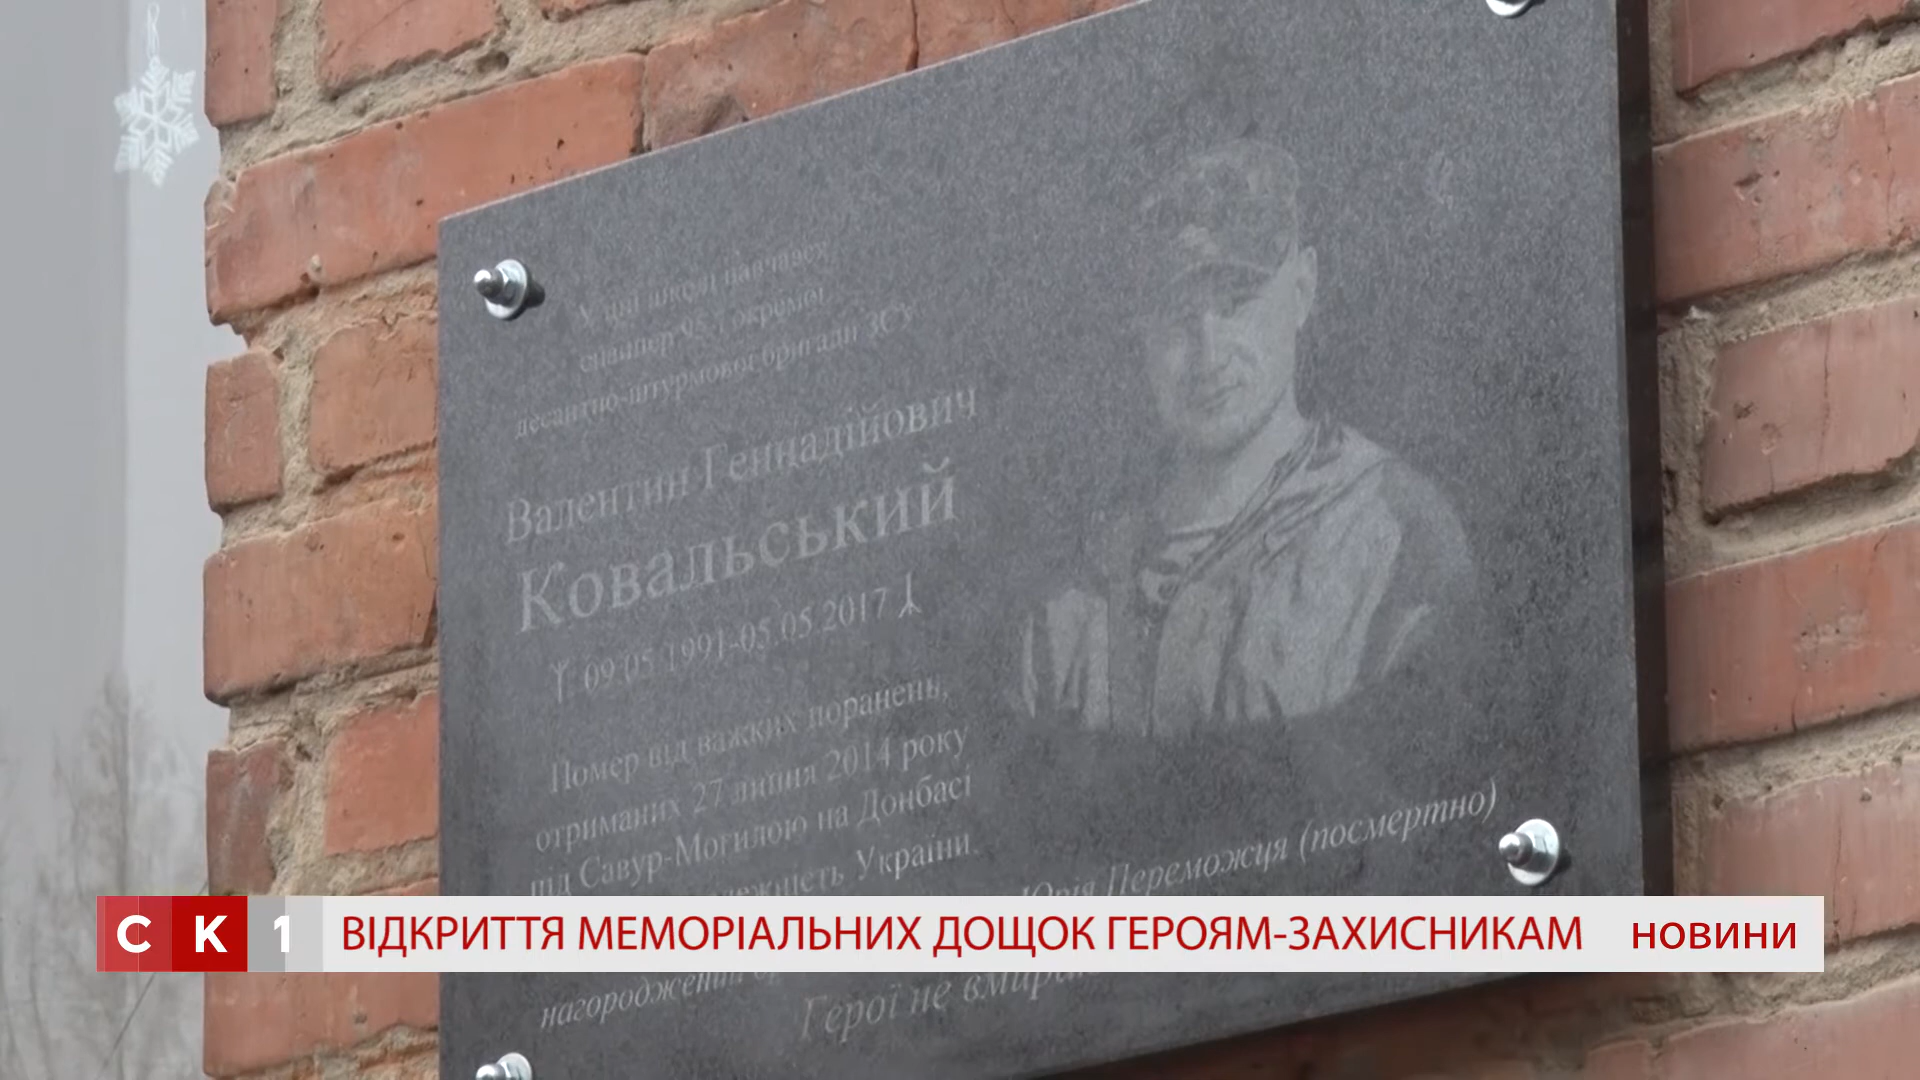 У цій школі навчався
снайпер 95-ї окремої
десантно-штурмової бригади ЗСУ
Валентин Геннадійович
Ковальський
09.05.1991-05.05.2017
Помер від важких поранень,
отриманих 27 липня 2014 року
під Савур-Могилою на Донбасі
України.
Юрія Переможця (посмертно)
нагороджений
Герої не
СК1 ВІДКРИТТЯ МЕМОРІАЛЬНИХ ДОЩОК ГЕРОЯМ-ЗАХИСНИКАМ НОВИНИ